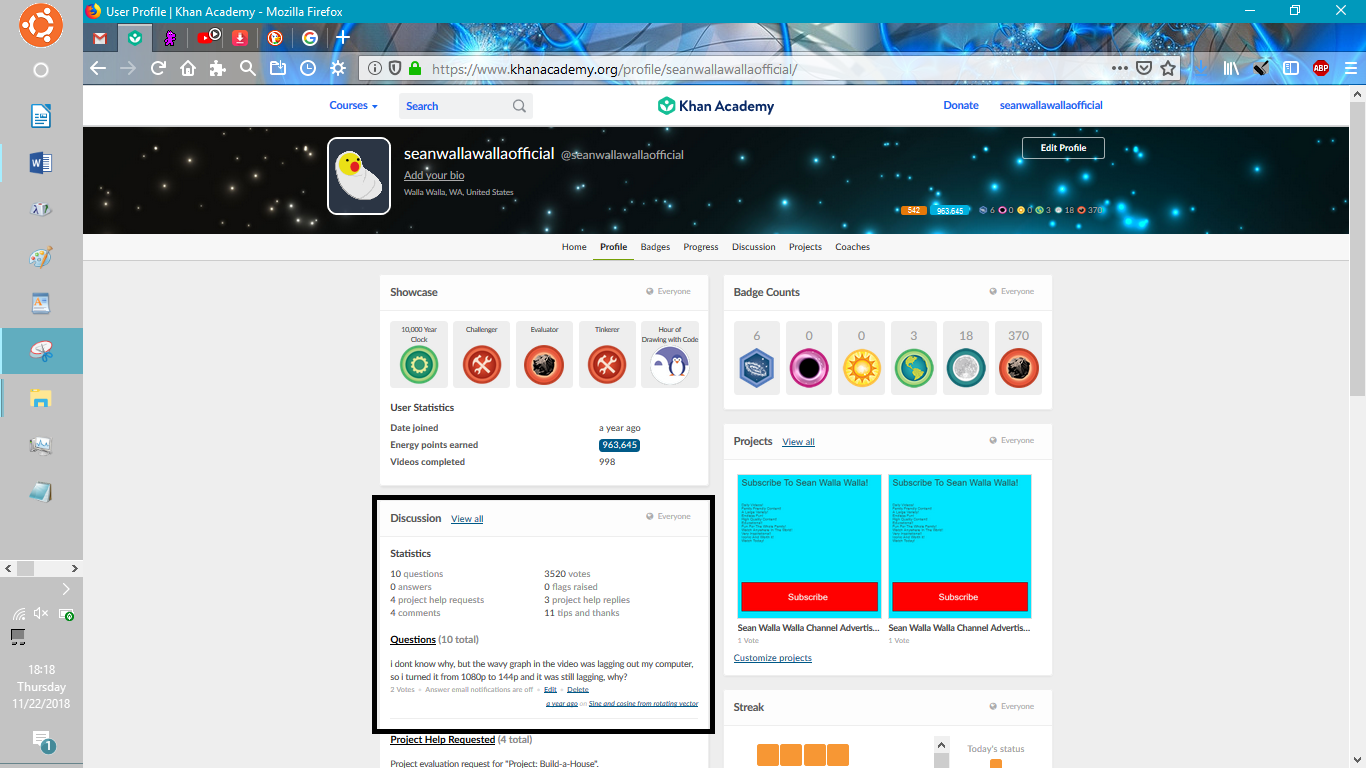 User Profile | Khan Academy - Mozilla Firefox
https://www.khanacademy.org/profile/seanwallawallaofficial/
ABP
Courses
Search
Khan Academy
Donate
seanwallawallaofficial
seanwallawallaofficial @seanwallawallaofficial
Edit Profile
Add your bio
Walla Walla, WA, United States
542 963,645 6 0 0 3 18 370
Home Profile Badges Progress Discussion Projects Coaches
Showcase
Everyone
10,000 Year
Clock
Challenger
Evaluator
Tinkerer
Hour of
Drawing with Code
User Statistics
Date joined a year ago
Energy points earned 963,645
Videos completed 998
Badge Counts
Everyone
6 0 0 3 18 370
Discussion View all
Everyone
Statistics
10 questions 3520 votes
0 answers 0 flags raised
4 project help requests 3 project help replies
4 comments 11 tips and thanks
Questions (10 total)
i dont know why, but the wavy graph in the video was lagging out my computer,
so i turned it from 1080p to 144p and it was still lagging, why?
2 Votes • Answer email notifications are off • Edit • Delete
a year ago on Sine and cosine from rotating vector
Project Help Requested (4 total)
Project evaluation request for "Project: Build-a-House".
Projects View all
Everyone
Subscribe To Sean Walla Walla!
Subscribe
Sean Walla Walla Channel Advertis...
1 Vote
Subscribe To Sean Walla Walla!
Subscribe
Sean Walla Walla Channel Advertis...
1 Vote
Customize projects
Streak
Everyone
Today's status
18:18
Thursday
11/22/2018
1